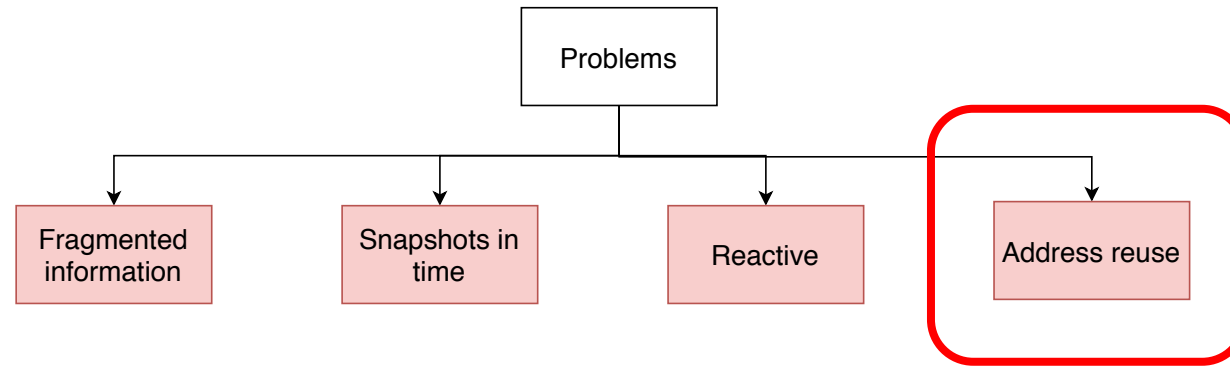 Problems
Fragmented
information
Snapshots in
time
Reactive
Address reuse